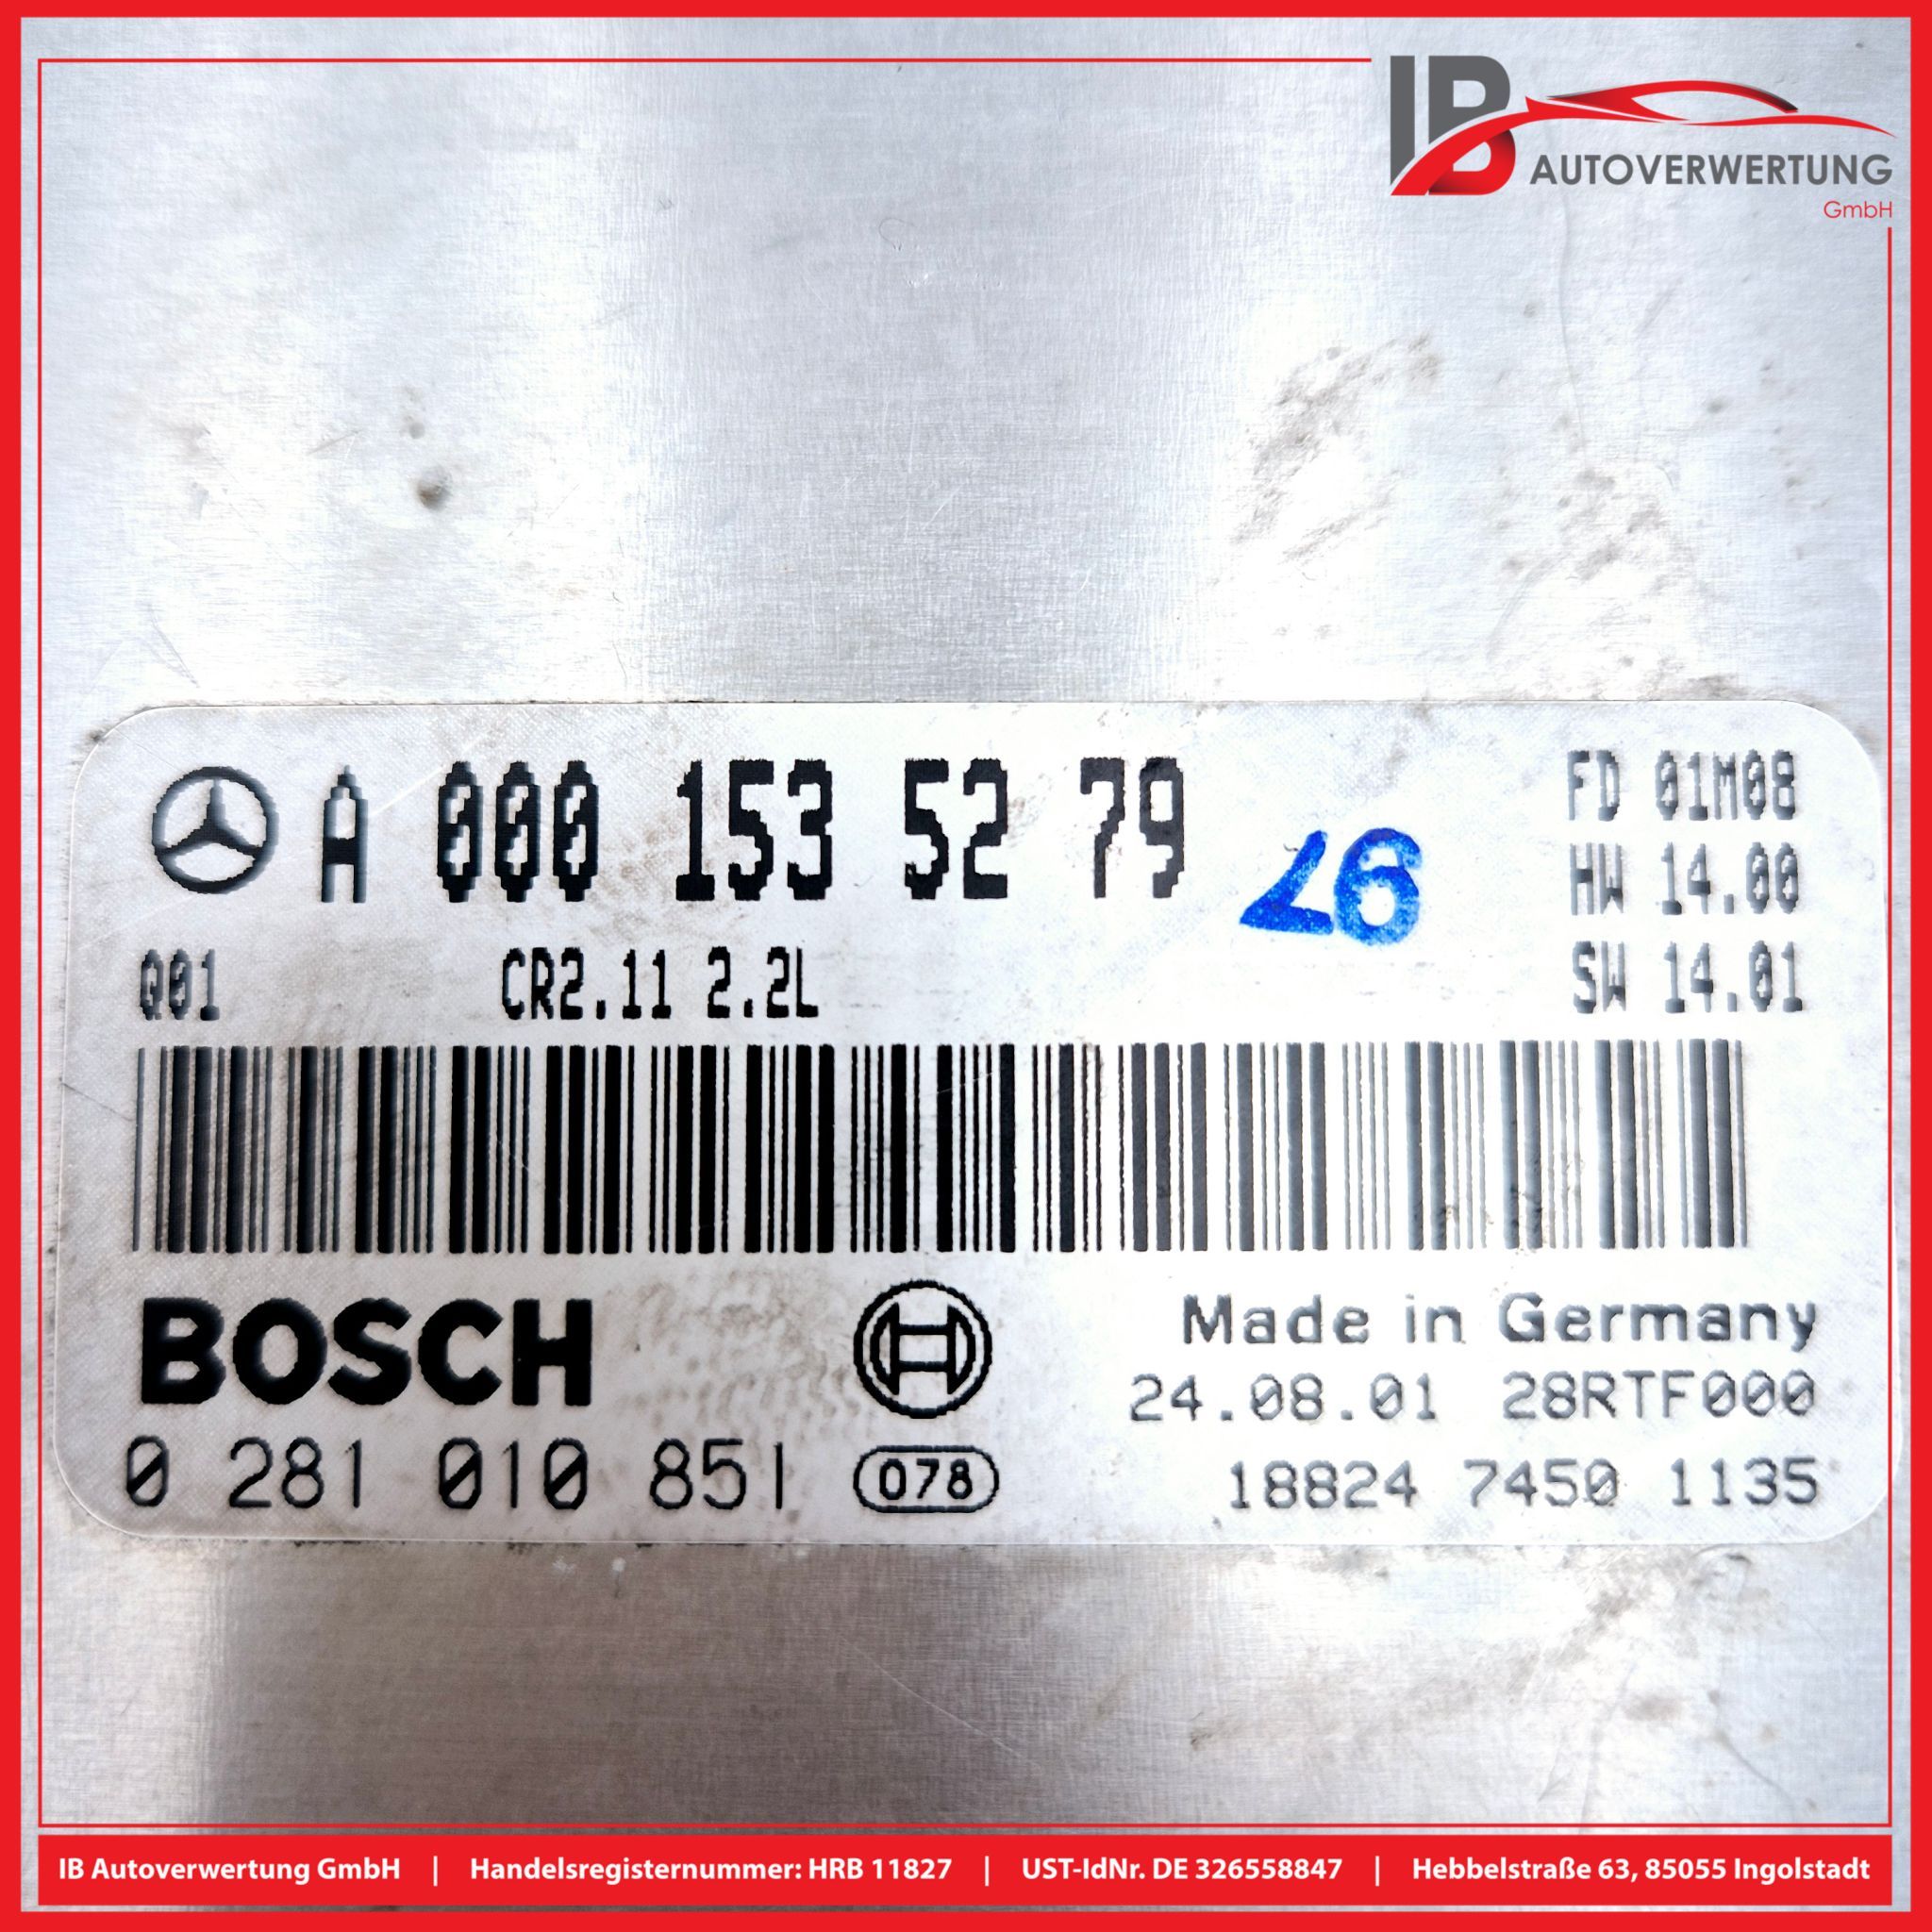 IB
AUTOVERWERTUNG
GmbH
A 000 153 52 79
FD 01M08
HW 14.00
SW 14.01
Q01 CR2.11 2.2L
BOSCH
Made in Germany
24.08.01 28RTF000
0 281 010 851 078
18824 7450 1135
IB Autoverwertung GmbH | Handelsregisternummer: HRB 11827 | UST-IdNr. DE 326558847 | Hebbelstraße 63, 85055 Ingolstadt